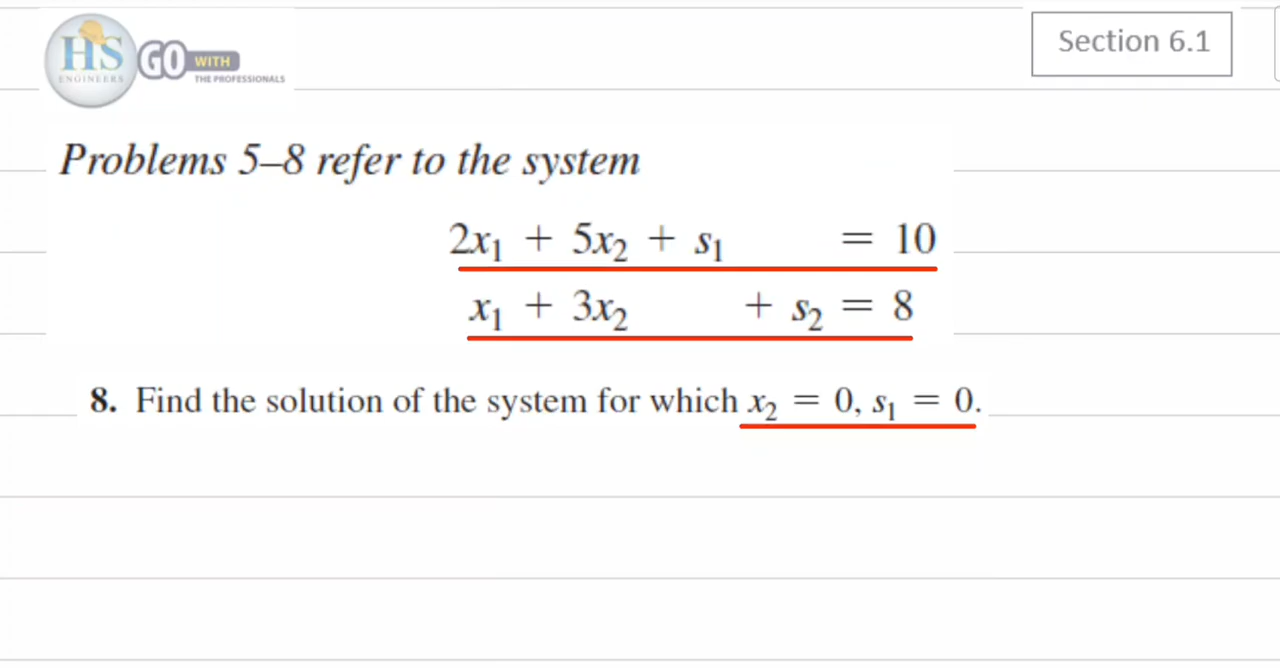 HS
ENGINEERS
GO WITH
THE PROFESSIONALS
Section 6.1
Problems 5–8 refer to the system
2x₁ + 5x₂ + s₁ = 10
x₁ + 3x₂ + s₂ = 8
8. Find the solution of the system for which x₂ = 0, s₁ = 0.